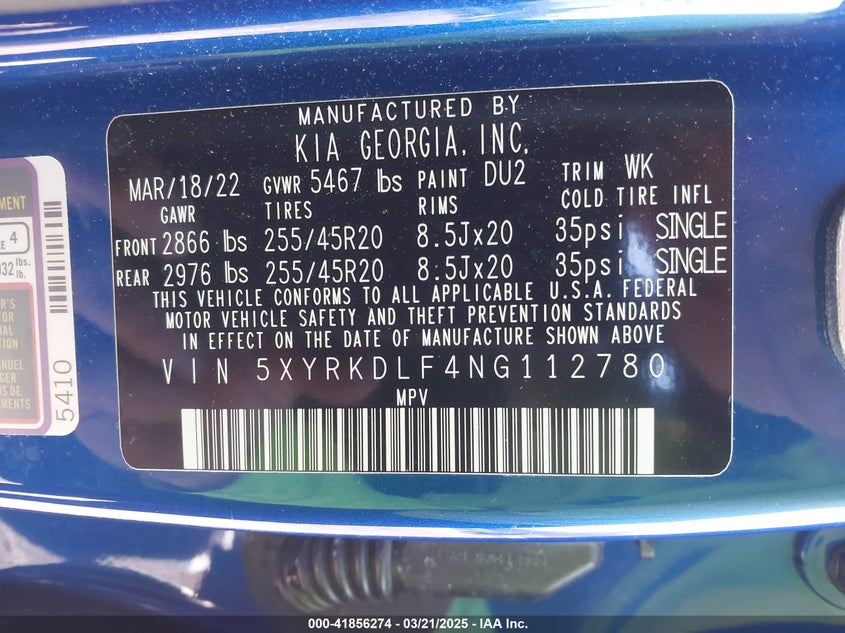 MANUFACTURED BY
KIA GEORGIA, INC.
MAR/18/22 GVWR 5467 lbs PAINT DU2 TRIM WK
GAWR TIRES RIMS COLD TIRE INFL
FRONT 2866 lbs 255/45R20 8.5Jx20 35psi SINGLE
REAR 2976 lbs 255/45R20 8.5Jx20 35psi SINGLE
THIS VEHICLE CONFORMS TO ALL APPLICABLE U.S.A. FEDERAL
MOTOR VEHICLE SAFETY AND THEFT PREVENTION STANDARDS
IN EFFECT ON THE DATE OF MANUFACTURE SHOWN ABOVE
VIN 5XYRKDLF4NG112780
MPV
4
lbs.
lb.
5410
000-41856274 / 03/21/2025 - IAA Inc.